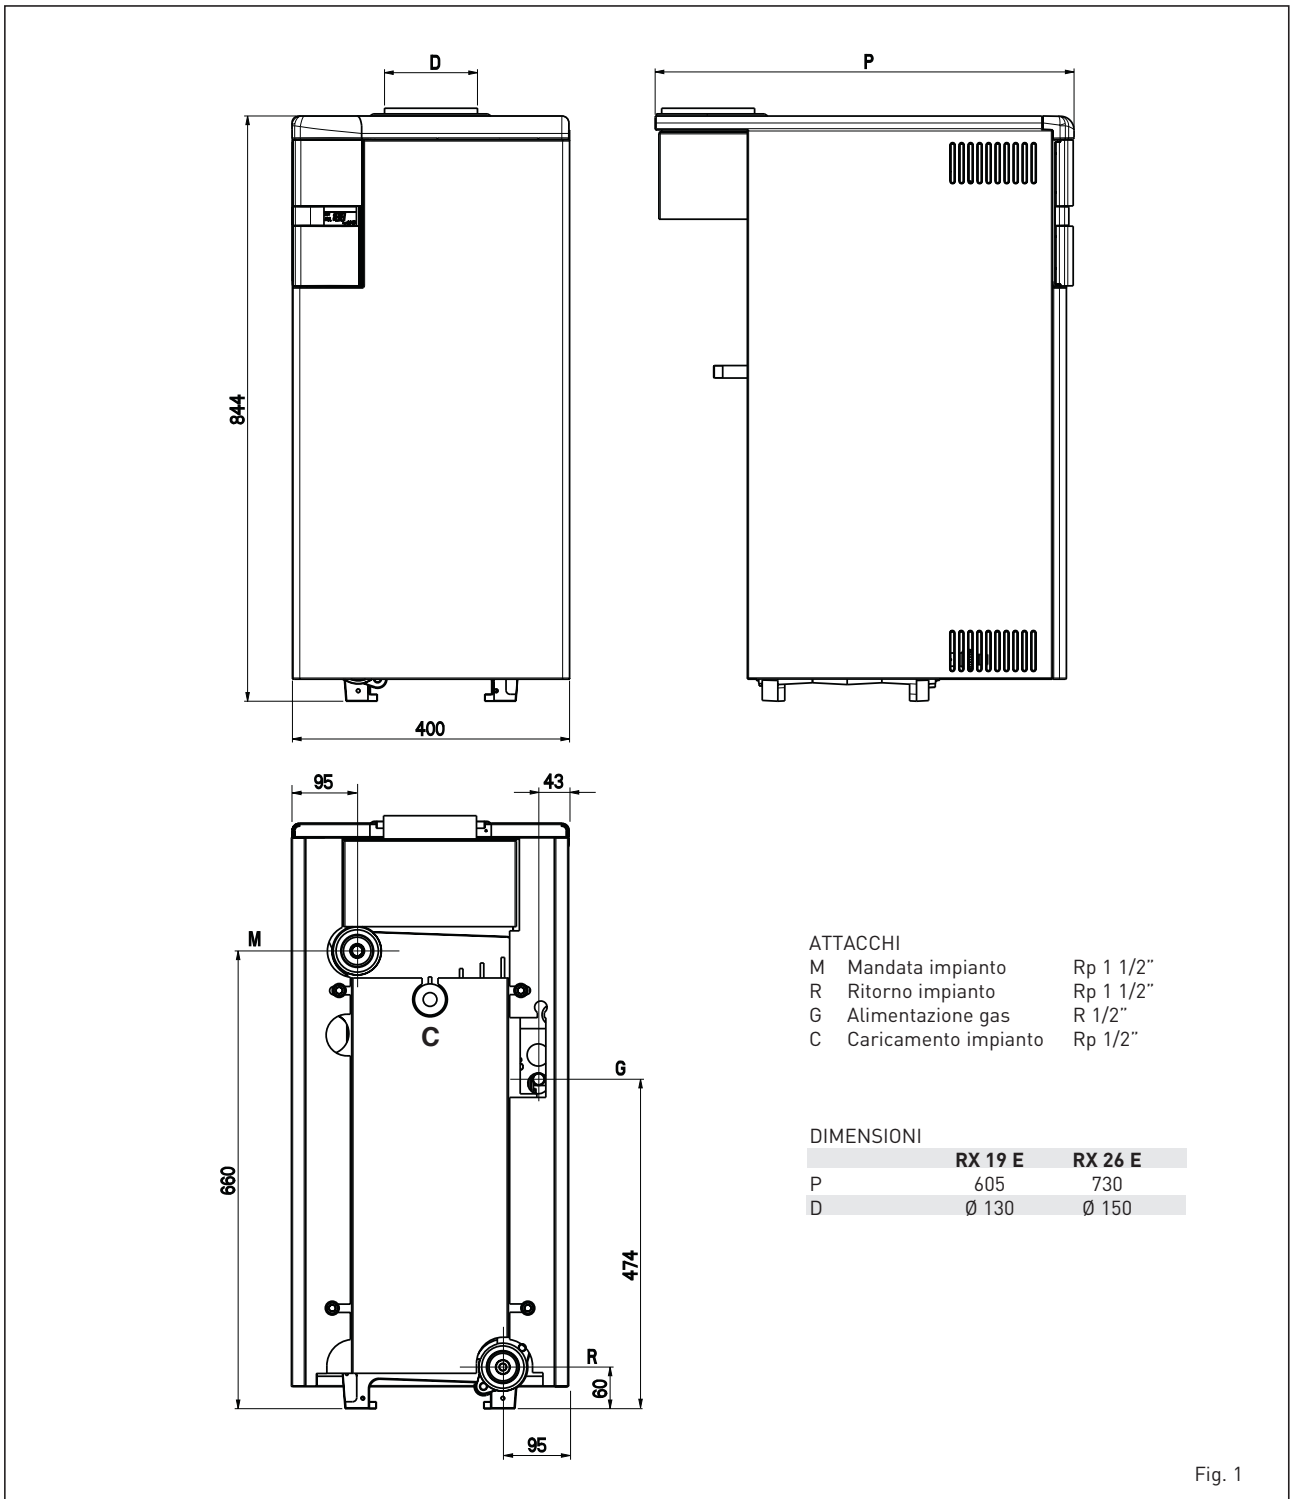 D
P
844
400
95
43
M
C
G
660
474
R
60
95
ATTACCHI
M Mandata impianto Rp 1 1/2”
R Ritorno impianto Rp 1 1/2”
G Alimentazione gas R 1/2”
C Caricamento impianto Rp 1/2”
DIMENSIONI
RX 19 E RX 26 E
P 605 730
D Ø 130 Ø 150
Fig. 1